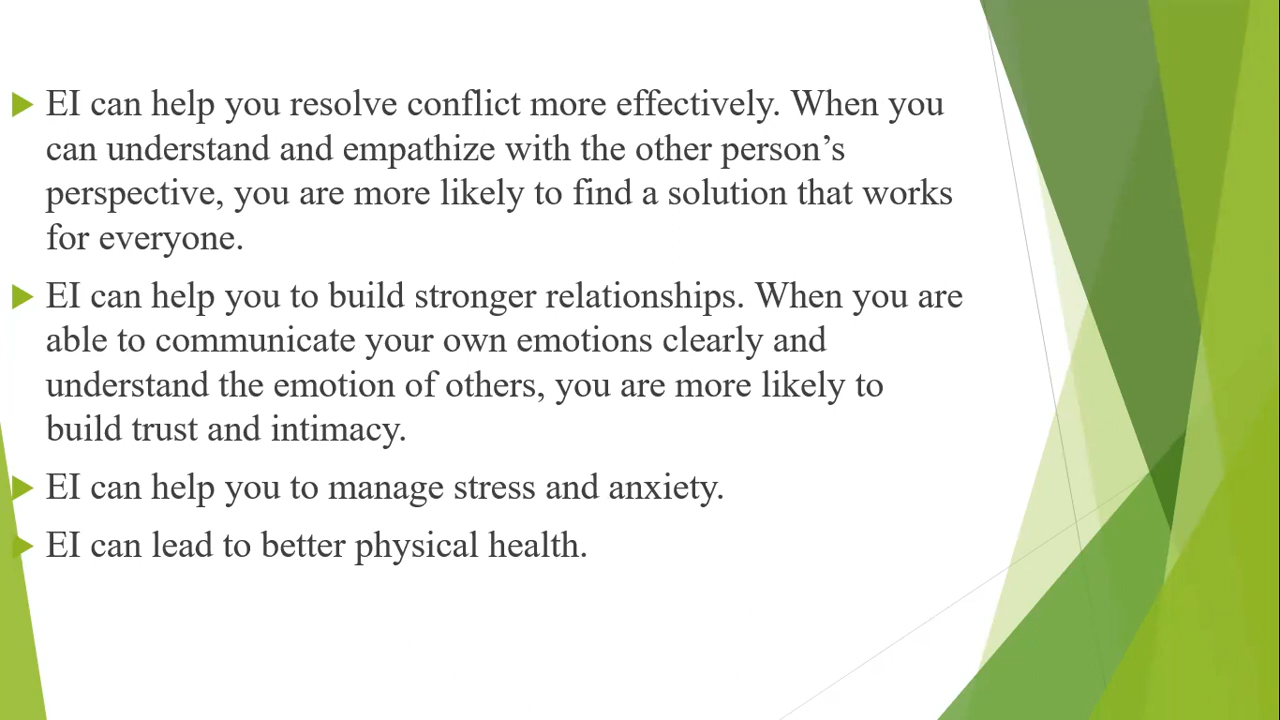 EI can help you resolve conflict more effectively. When you
can understand and empathize with the other person’s
perspective, you are more likely to find a solution that works
for everyone.
EI can help you to build stronger relationships. When you are
able to communicate your own emotions clearly and
understand the emotion of others, you are more likely to
build trust and intimacy.
EI can help you to manage stress and anxiety.
EI can lead to better physical health.